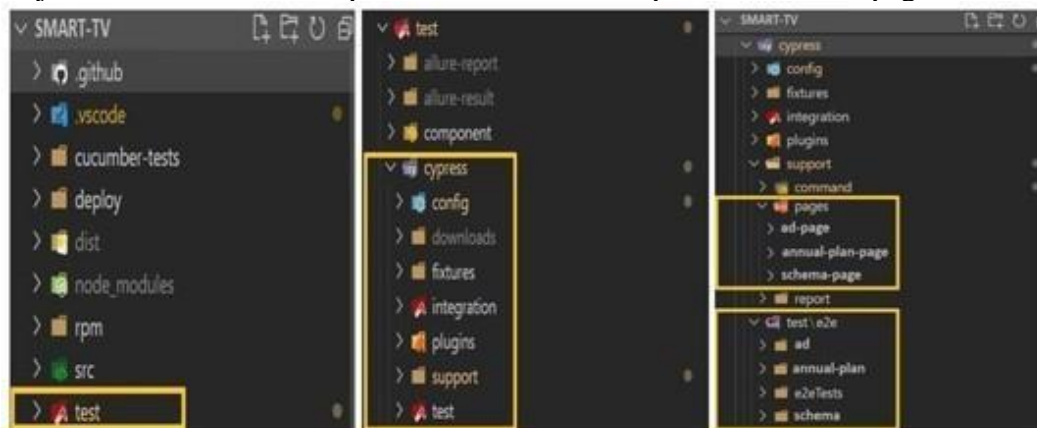 SMART-TV
.github
.vscode
cucumber-tests
deploy
dist
node_modules
rpm
src
test
test
allure-report
allure-result
component
cypress
config
downloads
fixtures
integration
plugins
support
test
SMART-TV
cypress
config
fixtures
integration
plugins
support
command
pages
ad-page
annual-plan-page
schema-page
report
test\e2e
ad
annual-plan
e2eTests
schema